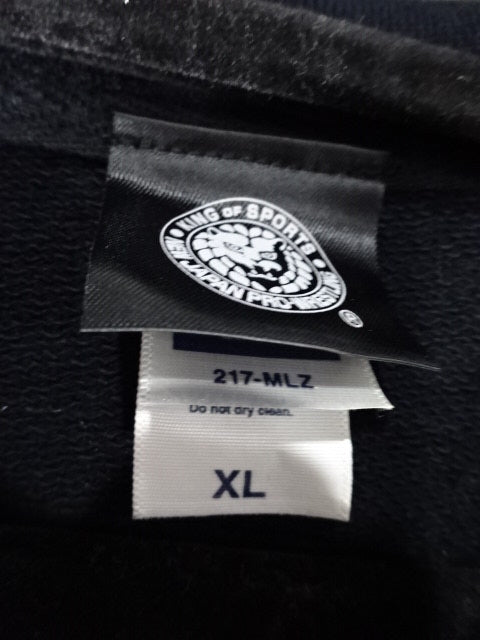 KING OF SPORTS
NEW JAPAN PRO-WRESTLING
®
217-MLZ
Do not dry clean.
XL